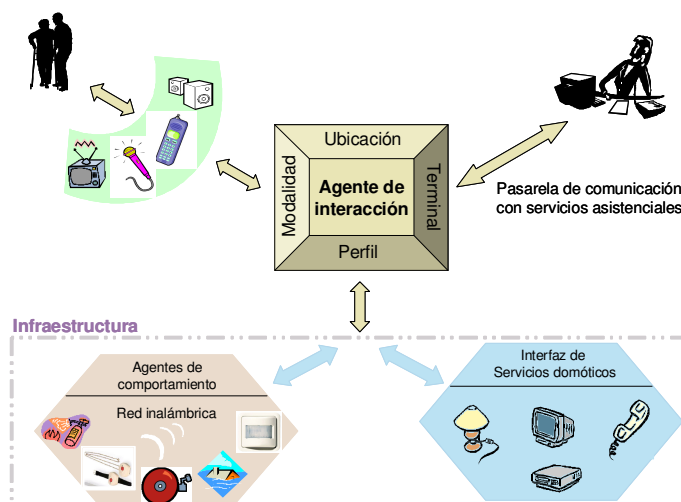 Ubicación
Modalidad
Agente de
interacción
Terminal
Perfil
Pasarela de comunicación
con servicios asistenciales
Infraestructura
Agentes de
comportamiento
Red inalámbrica
Interfaz de
Servicios domóticos